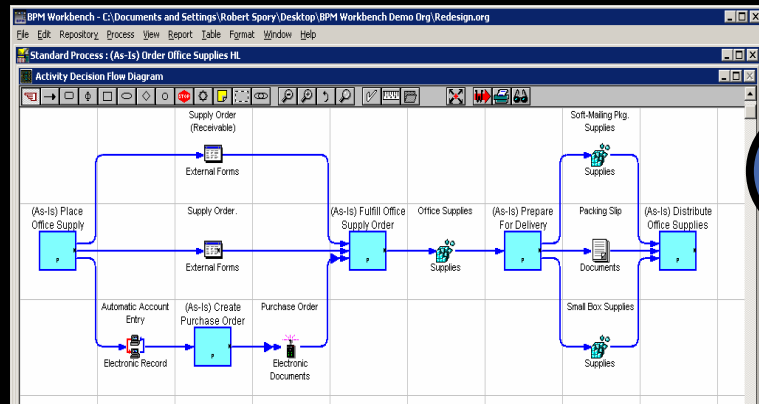 BPM Workbench - C:\Documents and Settings\Robert Spory\Desktop\BPM Workbench Demo Org\Redesign.org
File Edit Repository Process View Report Table Format Window Help
Standard Process : (As-Is) Order Office Supplies HL
Activity Decision Flow Diagram
Supply Order
(Receivable)
External Forms
Soft-Mailing Pkg.
Supplies
Supplies
(As-Is) Place
Office Supply
P
Supply Order.
External Forms
(As-Is) Fulfill Office
Supply Order
P
Office Supplies
Supplies
(As-Is) Prepare
For Delivery
P
Packing Slip
Documents
(As-Is) Distribute
Office Supplies
P
Automatic Account
Entry
Electronic Record
(As-Is) Create
Purchase Order
P
Purchase Order
Electronic
Documents
Small Box Supplies
Supplies